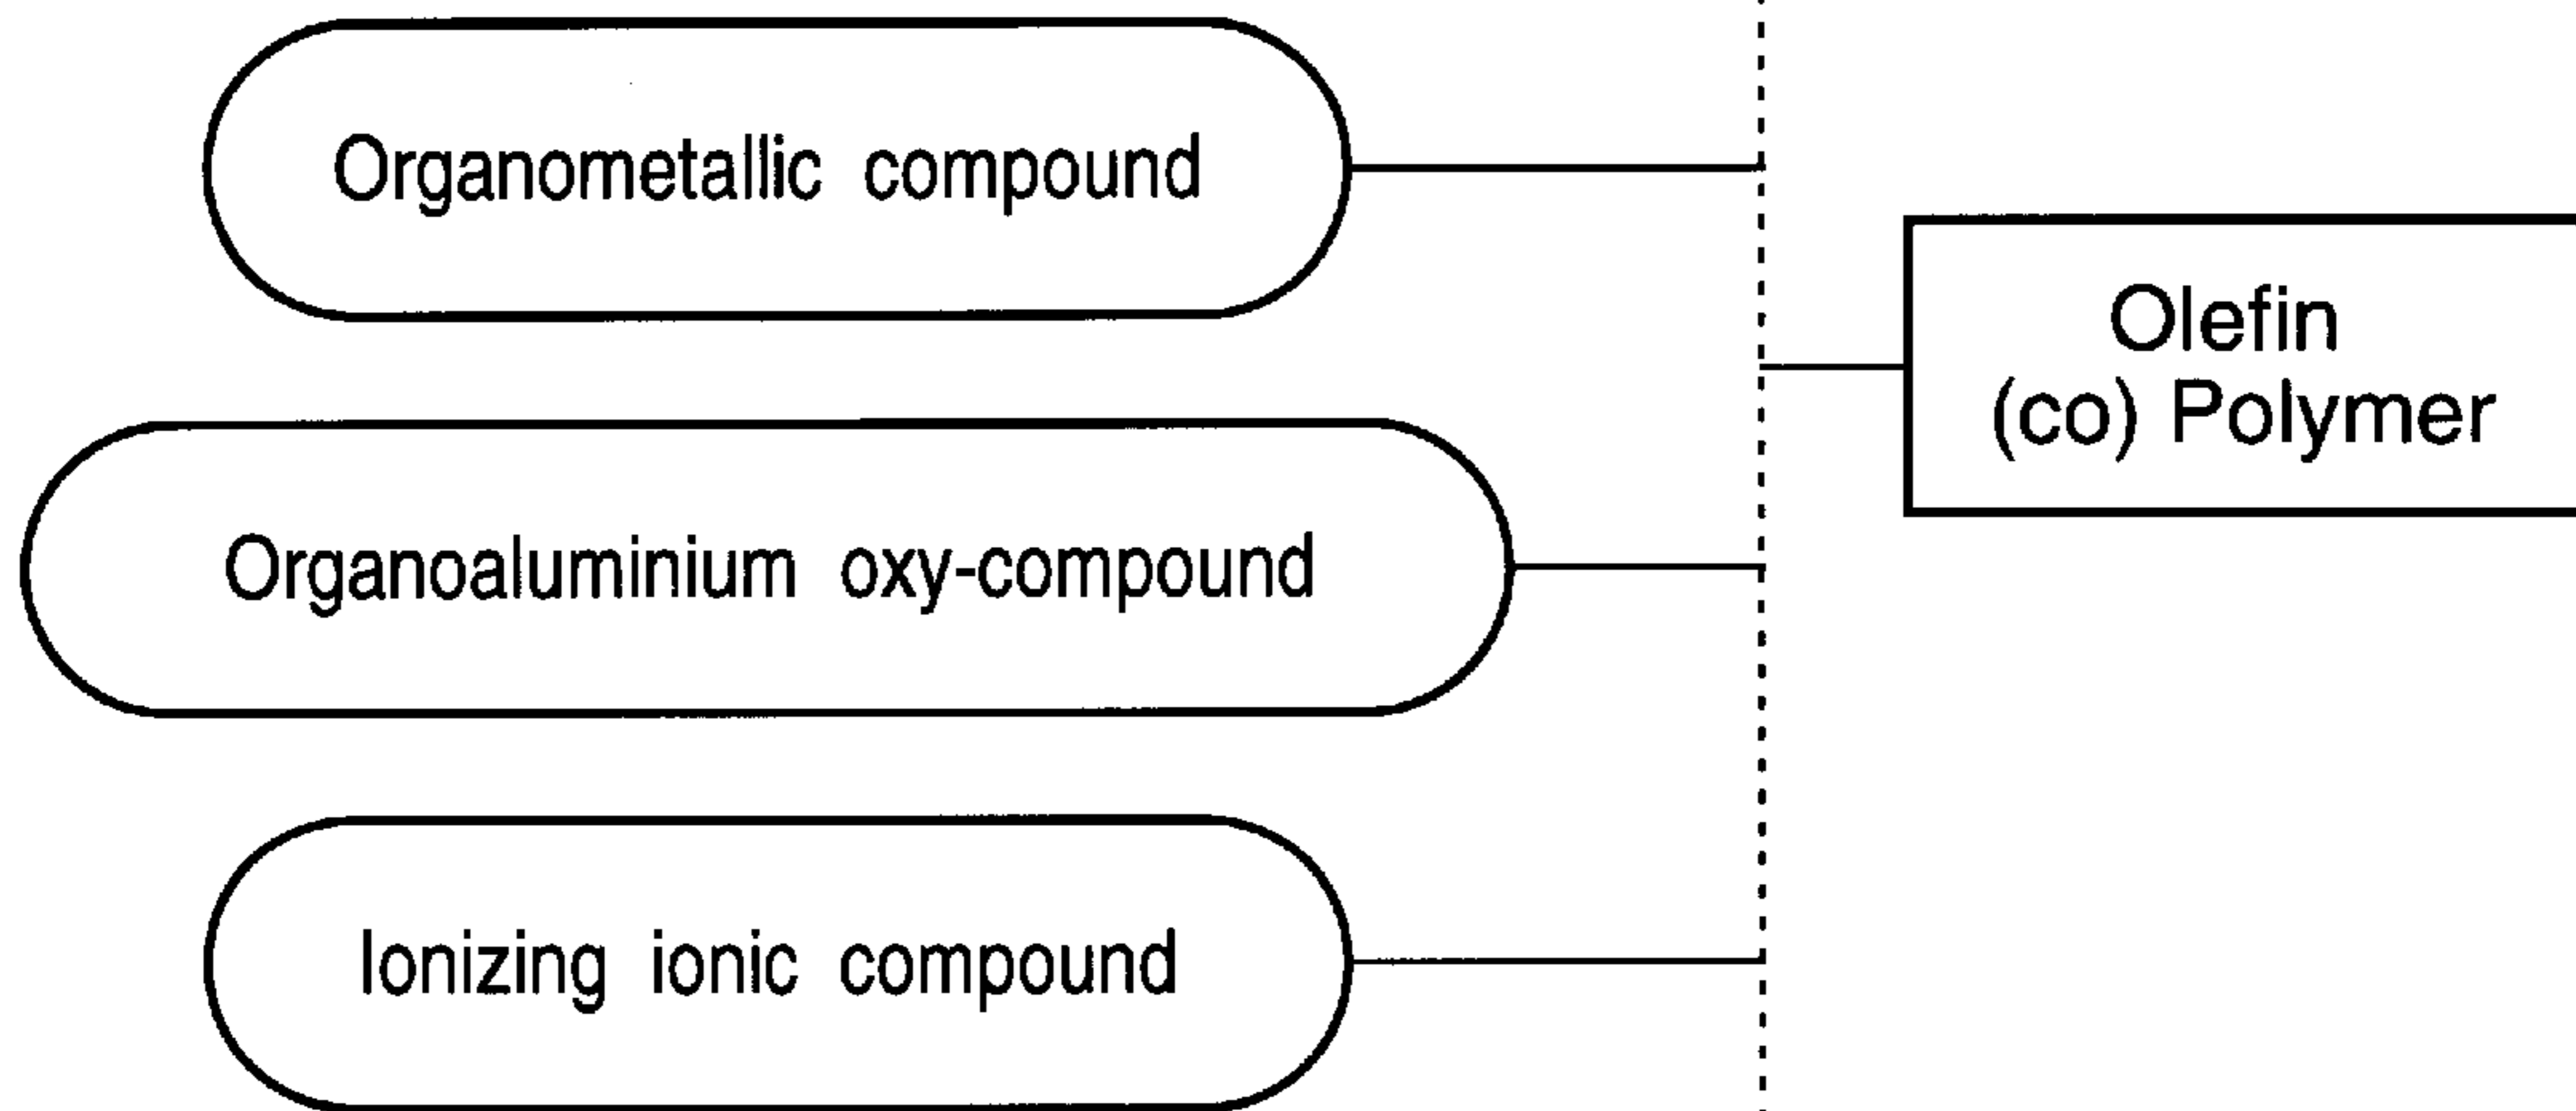 Organometallic compound
Olefin
(co) Polymer
Organoaluminium oxy-compound
Ionizing ionic compound